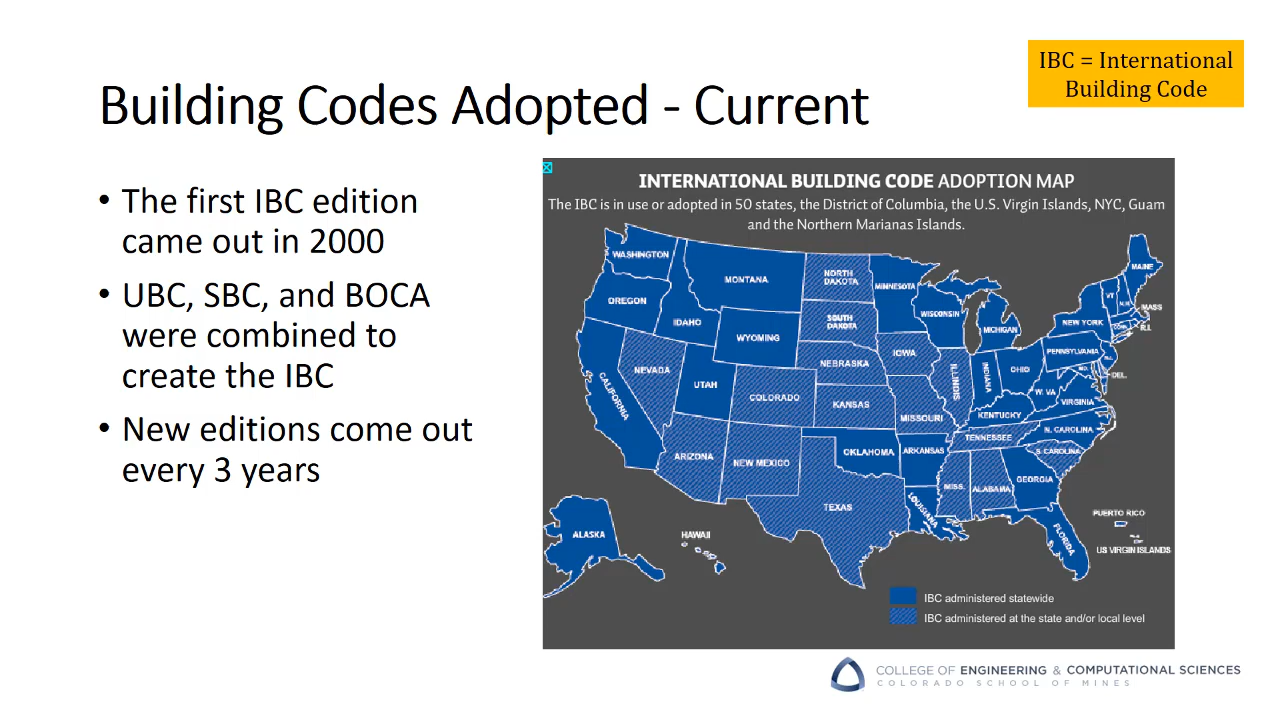 IBC = International
Building Code
Building Codes Adopted - Current
• The first IBC edition
came out in 2000
• UBC, SBC, and BOCA
were combined to
create the IBC
• New editions come out
every 3 years
INTERNATIONAL BUILDING CODE ADOPTION MAP
The IBC is in use or adopted in 50 states, the District of Columbia, the U.S. Virgin Islands, NYC, Guam
and the Northern Marianas Islands.
WASHINGTON
MONTANA
NORTH
DAKOTA
MINNESOTA
MAINE
OREGON
IDAHO
WYOMING
SOUTH
DAKOTA
WISCONSIN
MICHIGAN
VT
MASS
R.I.
NEW YORK
PENNSYLVANIA
NEVADA
UTAH
COLORADO
NEBRASKA
IOWA
ILLINOIS
INDIANA
OHIO
DEL.
W. VA
VIRGINIA
CALIFORNIA
KANSAS
MISSOURI
KENTUCKY
N. CAROLINA
TENNESSEE
S. CAROLINA
ARIZONA
NEW MEXICO
OKLAHOMA
ARKANSAS
MISS.
ALABAMA
GEORGIA
TEXAS
LOUISIANA
FLORIDA
ALASKA
HAWAII
PUERTO RICO
US VIRGIN ISLANDS
IBC administered statewide
IBC administered at the state and/or local level
COLLEGE OF ENGINEERING & COMPUTATIONAL SCIENCES
COLORADO SCHOOL OF MINES